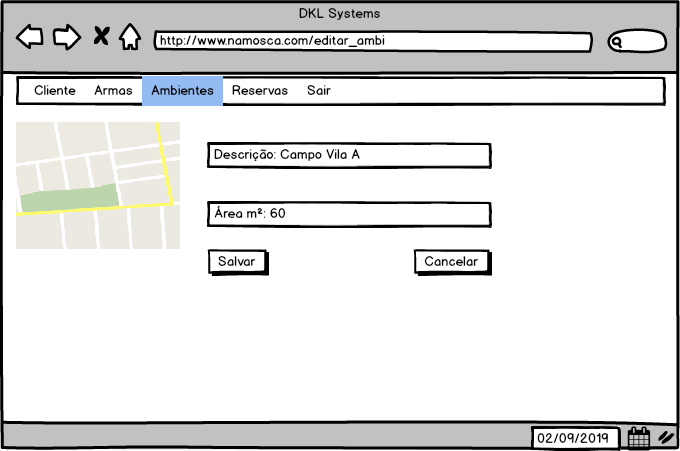 DKL Systems
http://www.namosca.com/editar_ambi
Cliente Armas Ambientes Reservas Sair
Descrição: Campo Vila A
Área m²: 60
Salvar Cancelar
02/09/2019